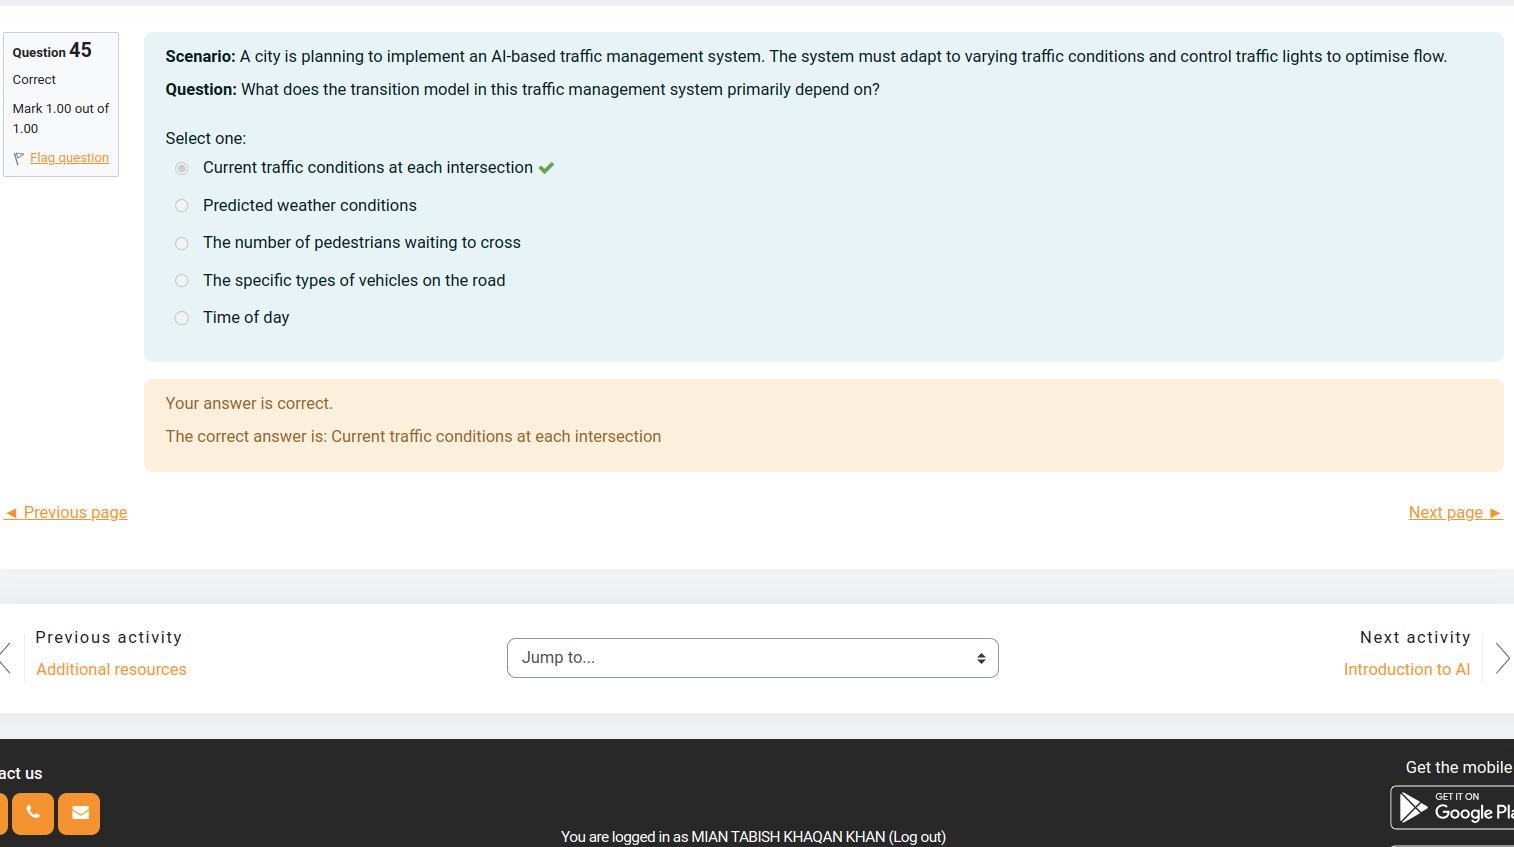 Question 45
Correct
Mark 1.00 out of
1.00
Flag question
Scenario: A city is planning to implement an AI-based traffic management system. The system must adapt to varying traffic conditions and control traffic lights to optimise flow.
Question: What does the transition model in this traffic management system primarily depend on?
Select one:
Current traffic conditions at each intersection
Predicted weather conditions
The number of pedestrians waiting to cross
The specific types of vehicles on the road
Time of day
Your answer is correct.
The correct answer is: Current traffic conditions at each intersection
◄ Previous page
Next page ►
Previous activity
Additional resources
Jump to...
Next activity
Introduction to AI
act us
Get the mobile
GET IT ON
Google Pla
You are logged in as MIAN TABISH KHAQAN KHAN (Log out)